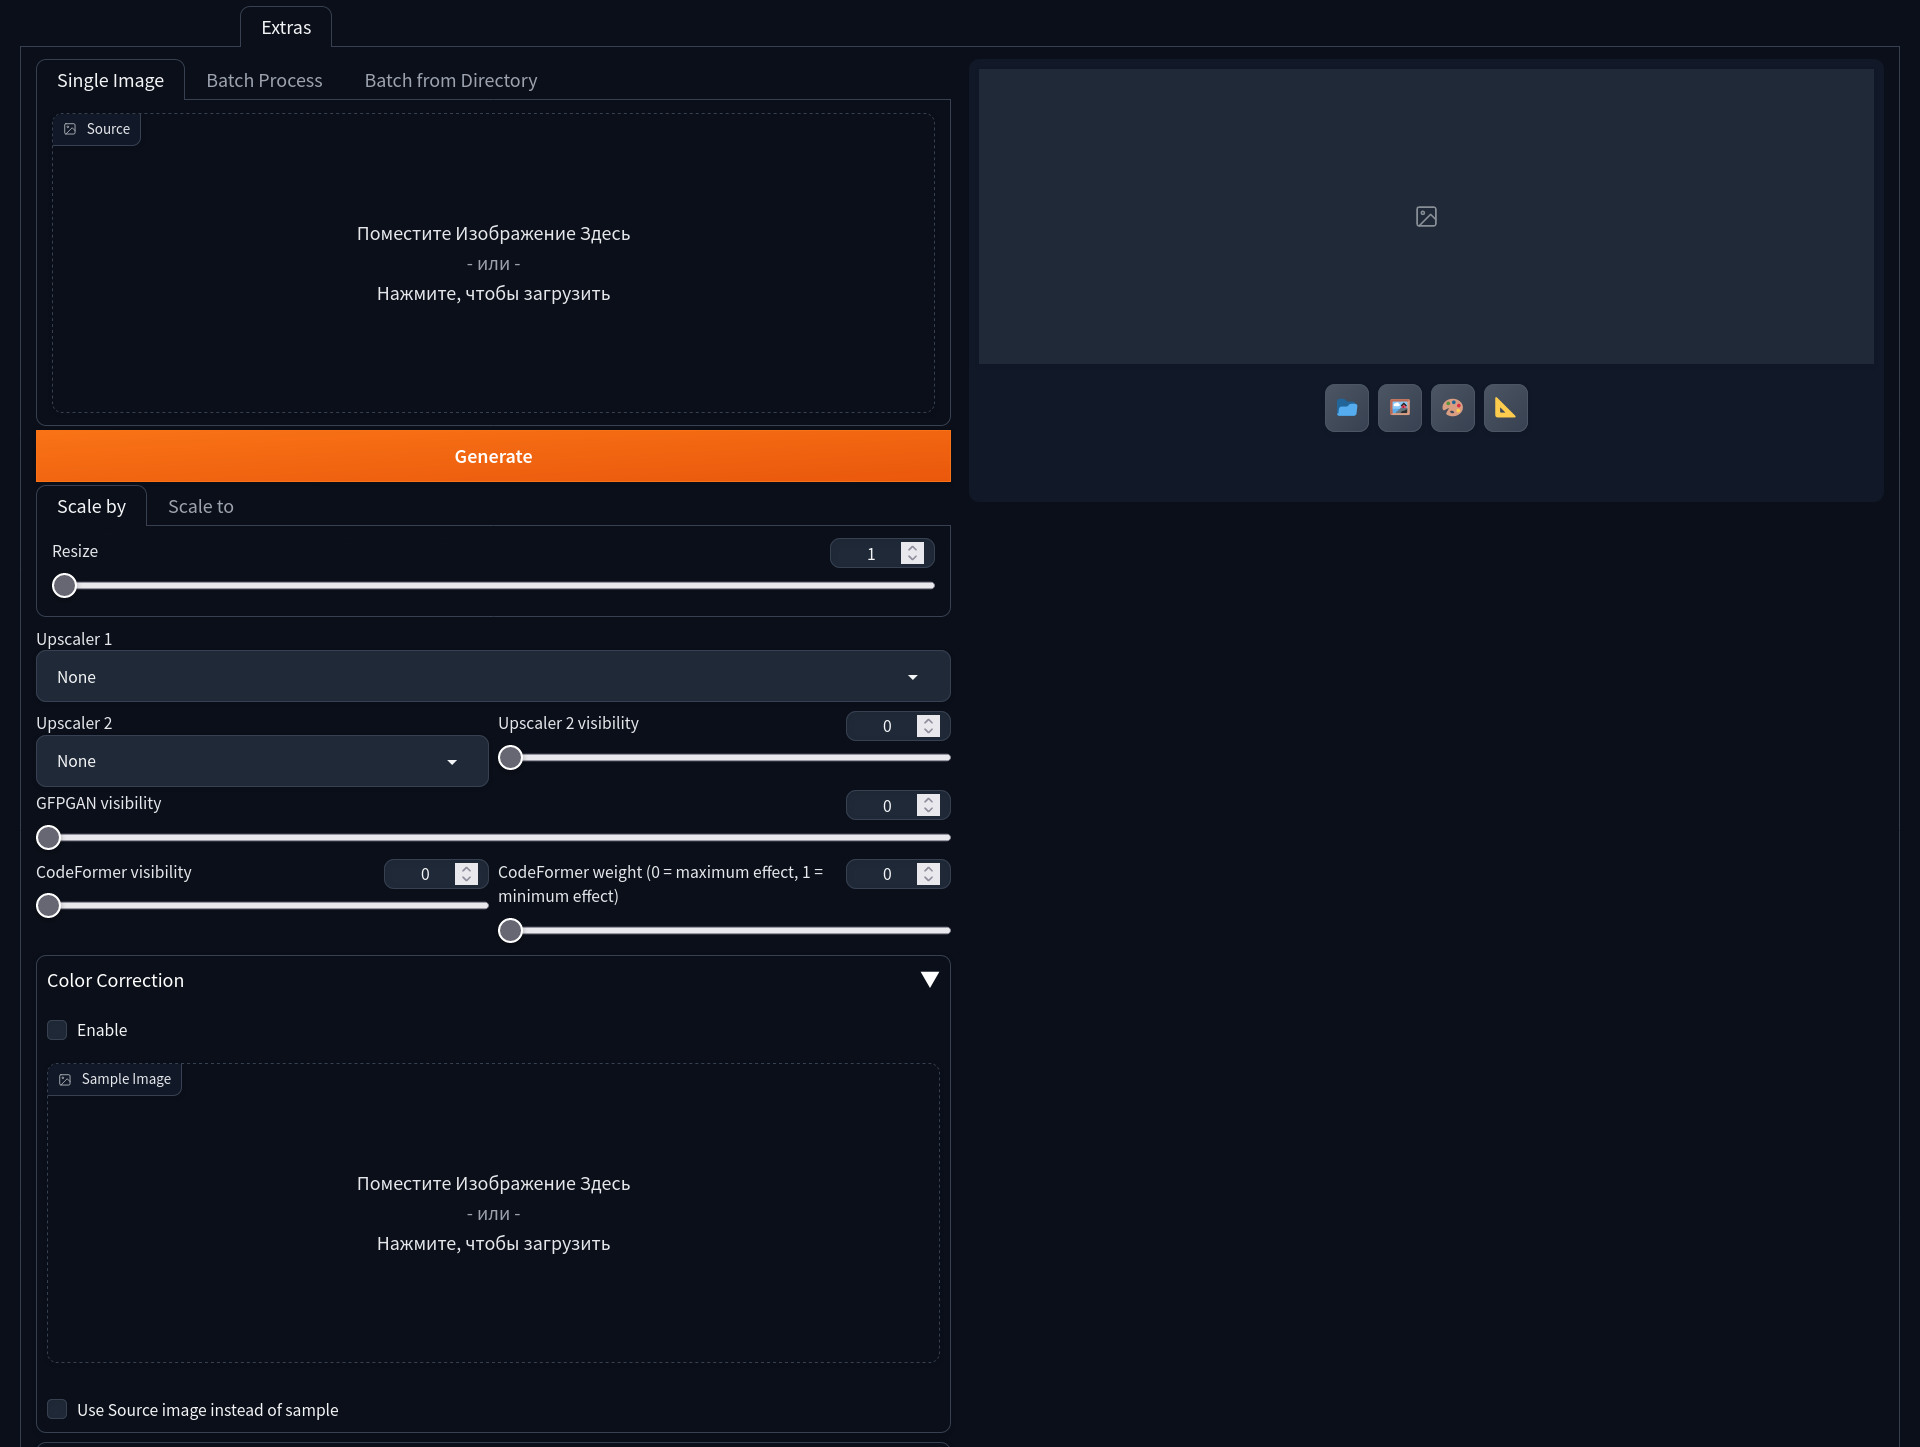 Extras
Single Image
Batch Process
Batch from Directory
Source
Поместите Изображение Здесь
- или -
Нажмите, чтобы загрузить
Generate
Scale by
Scale to
Resize
1
Upscaler 1
None
Upscaler 2
None
Upscaler 2 visibility
0
GFPGAN visibility
0
CodeFormer visibility
0
CodeFormer weight (0 = maximum effect, 1 =
minimum effect)
0
Color Correction
Enable
Sample Image
Поместите Изображение Здесь
- или -
Нажмите, чтобы загрузить
Use Source image instead of sample